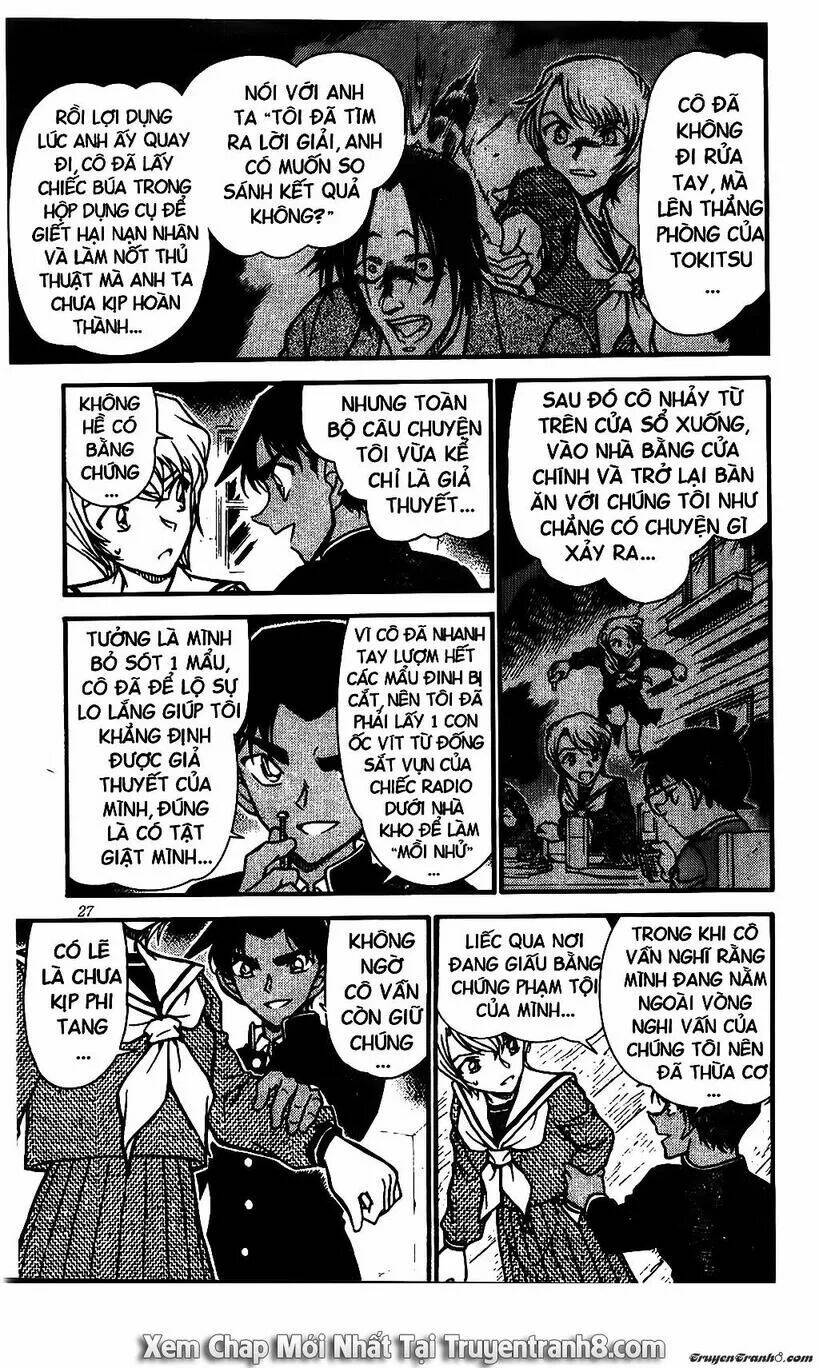 CÔ ĐÃ
KHÔNG
ĐI RỬA
TAY, MÀ
LÊN THẲNG
PHÒNG CỦA
TOKITSU
...
NÓI VỚI ANH
TA "TÔI ĐÃ TÌM
RA LỜI GIẢI, ANH
CÓ MUỐN SO
SÁNH KẾT QUẢ
KHÔNG?"
RỒI LỢI DỤNG
LÚC ANH ẤY QUAY
ĐI, CÔ ĐÃ LẤY
CHIẾC BÚA TRONG
HỘP DỤNG CỤ ĐỂ
GIẾT HẠI NẠN NHÂN
VÀ LÀM NỐT THỦ
THUẬT MÀ ANH TA
CHƯA KỊP HOÀN
THÀNH...
SAU ĐÓ CÔ NHẢY TỪ
TRÊN CỬA SỔ XUỐNG,
VÀO NHÀ BẰNG CỬA
CHÍNH VÀ TRỞ LẠI BÀN
ĂN VỚI CHÚNG TÔI NHƯ
CHẲNG CÓ CHUYỆN GÌ
XẢY RA...
NHƯNG TOÀN
BỘ CÂU CHUYỆN
TÔI VỪA KỂ
CHỈ LÀ GIẢ
THUYẾT...
KHÔNG
HỀ CÓ
BẰNG
CHỨNG
...
VÌ CÔ ĐÃ NHANH
TAY LƯỢM HẾT
CÁC MẨU ĐINH BỊ
CẮT, NÊN TÔI ĐÃ
PHẢI LẤY 1 CON
ỐC VÍT TỪ ĐỐNG
SẮT VỤN CỦA
CHIẾC RADIO
DƯỚI NHÀ
KHO ĐỂ LÀM
"MỒI NHỬ"
...
TƯỞNG LÀ MÌNH
BỎ SÓT 1 MẨU,
CÔ ĐÃ ĐỂ LỘ SỰ
LO LẮNG GIÚP TÔI
KHẲNG ĐỊNH
ĐƯỢC GIẢ
THUYẾT CỦA
MÌNH, ĐÚNG
LÀ CÓ TẬT
GIẬT MÌNH...
27
TRONG KHI CÔ
VẪN NGHĨ RẰNG
MÌNH ĐANG NẰM
NGOÀI VÒNG
NGHI VẤN CỦA
CHÚNG TÔI NÊN
ĐÃ THỪA CƠ
...
LIẾC QUA NƠI
ĐANG GIẤU BẰNG
CHỨNG PHẠM TỘI
CỦA MÌNH...
KHÔNG
NGỜ
CÔ VẪN
CÒN GIỮ
CHÚNG
...
CÓ LẼ
LÀ CHƯA
KỊP PHI
TANG
...
Xem Chap Mới Nhất Tại Truyentranh8.com
TruyenTranh8.com